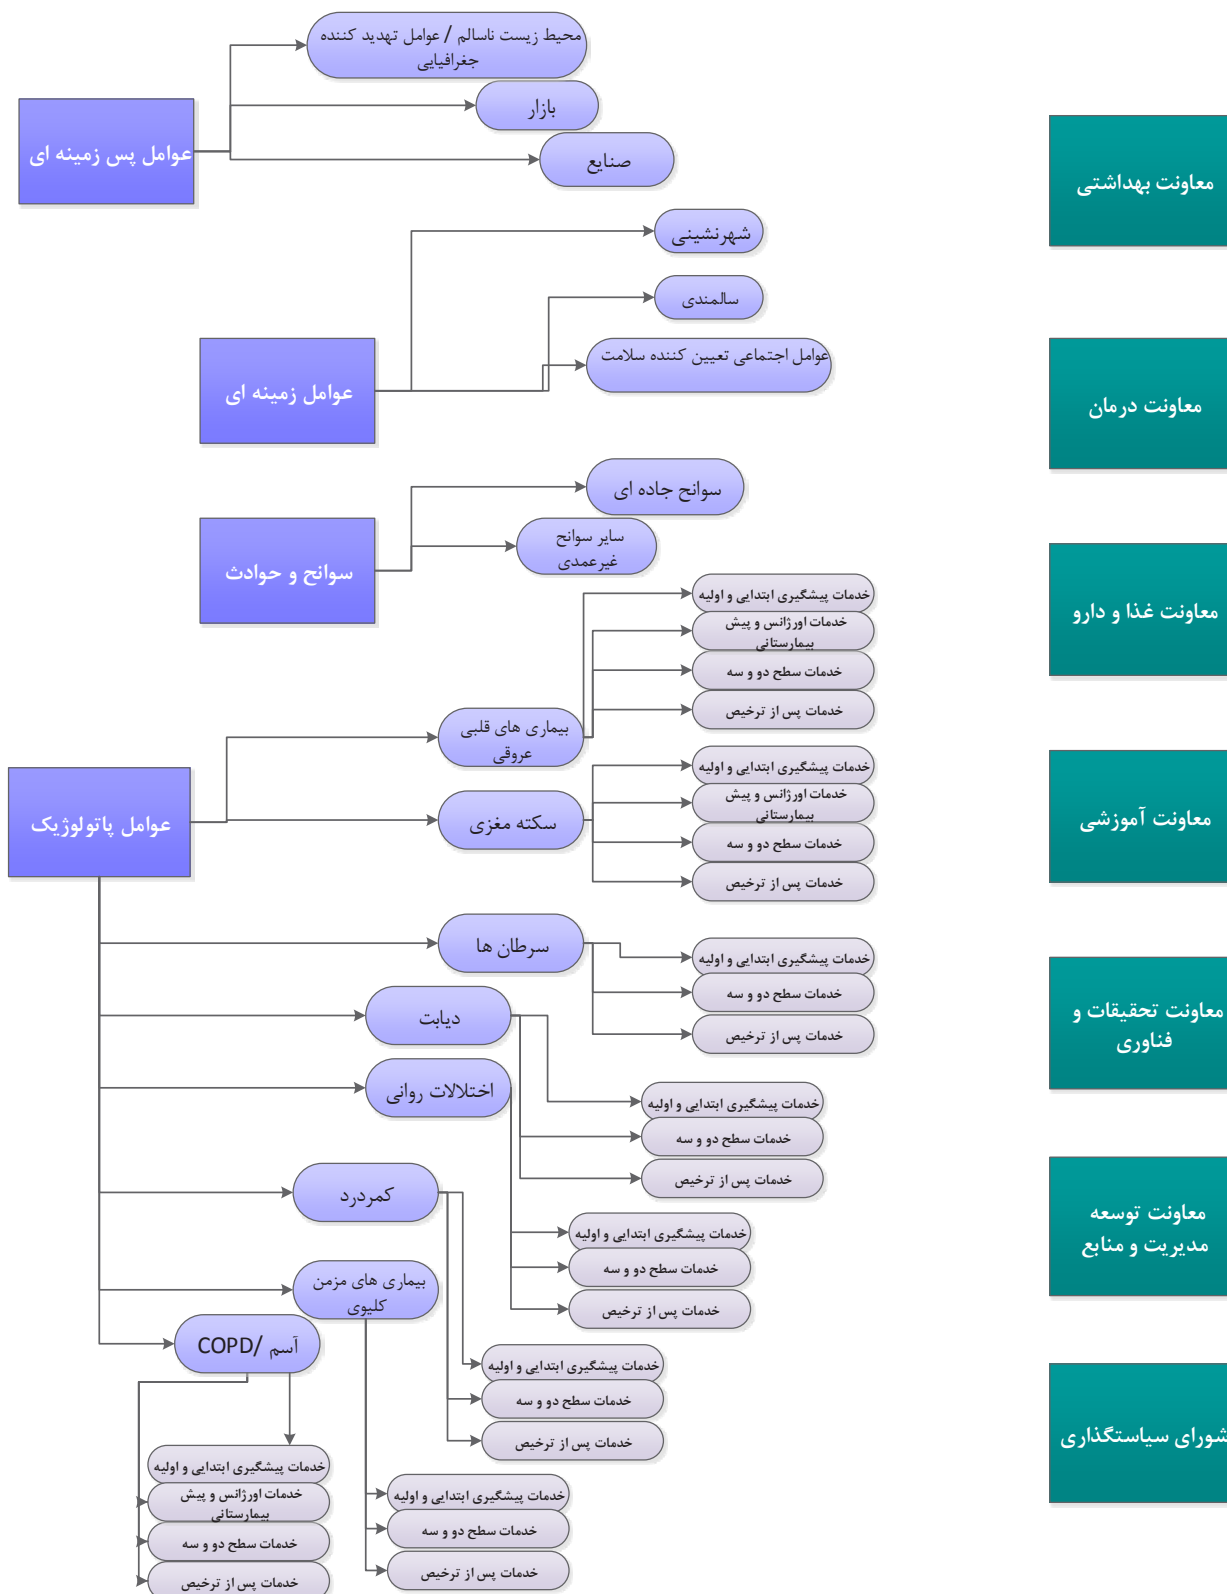 محیط زیست ناسالم / عوامل تهدید کننده
جغرافیایی
بازار
صنایع
عوامل پس زمینه ای
شهرنشینی
سالمندی
عوامل اجتماعی تعیین کننده سلامت
عوامل زمینه ای
سوانح جاده ای
سایر سوانح
غیرعمدی
سوانح و حوادث
خدمات پیشگیری ابتدایی و اولیه
خدمات اورژانس و پیش
بیمارستانی
خدمات سطح دو و سه
خدمات پس از ترخیص
بیماری های قلبی
عروقی
خدمات پیشگیری ابتدایی و اولیه
خدمات اورژانس و پیش
بیمارستانی
خدمات سطح دو و سه
خدمات پس از ترخیص
سکته مغزی
عوامل پاتولوژیک
سرطان ها
خدمات پیشگیری ابتدایی و اولیه
خدمات سطح دو و سه
خدمات پس از ترخیص
دیابت
خدمات پیشگیری ابتدایی و اولیه
خدمات سطح دو و سه
خدمات پس از ترخیص
اختلالات روانی
خدمات پیشگیری ابتدایی و اولیه
خدمات سطح دو و سه
خدمات پس از ترخیص
کمردرد
خدمات پیشگیری ابتدایی و اولیه
خدمات سطح دو و سه
خدمات پس از ترخیص
بیماری های مزمن
کلیوی
خدمات پیشگیری ابتدایی و اولیه
خدمات سطح دو و سه
خدمات پس از ترخیص
آسم /COPD
خدمات پیشگیری ابتدایی و اولیه
خدمات اورژانس و پیش
بیمارستانی
خدمات سطح دو و سه
خدمات پس از ترخیص
معاونت بهداشتی
معاونت درمان
معاونت غذا و دارو
معاونت آموزشی
معاونت تحقیقات و
فناوری
معاونت توسعه
مدیریت و منابع
شورای سیاستگذاری